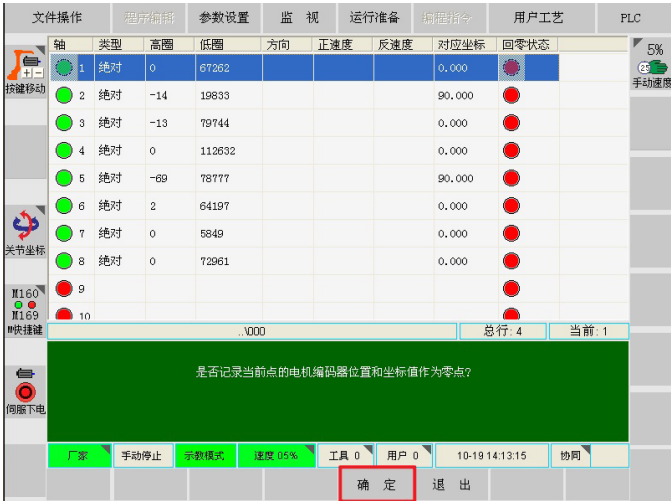 文件操作 程序编辑 参数设置 监 视 运行准备 编程指令 用户工艺 PLC
轴 类型 高圈 低圈 方向 正速度 反速度 对应坐标 回零状态
1 绝对 0 67262 0.000
2 绝对 -14 19833 90.000
3 绝对 -13 79744 0.000
4 绝对 0 112632 0.000
5 绝对 -69 78777 90.000
6 绝对 2 64197 0.000
7 绝对 0 5849 0.000
8 绝对 0 72961 0.000
9
10
按键移动
关节坐标
M160
M169
M快捷键
伺服下电
5%
手动速度
..\000 总行: 4 当前: 1
是否记录当前点的电机编码器位置和坐标值作为零点?
厂家 手动停止 示教模式 速度 05% 工具 0 用户 0 10-19 14:13:15 协同
确 定 退 出